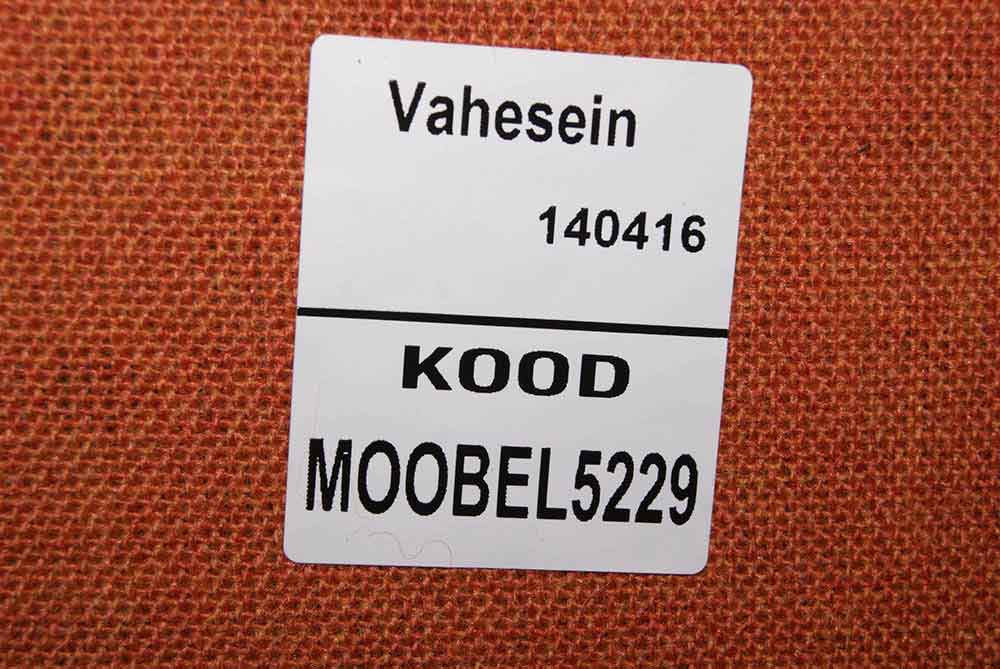 Vahesein
140416
KOOD
MOOBEL5229